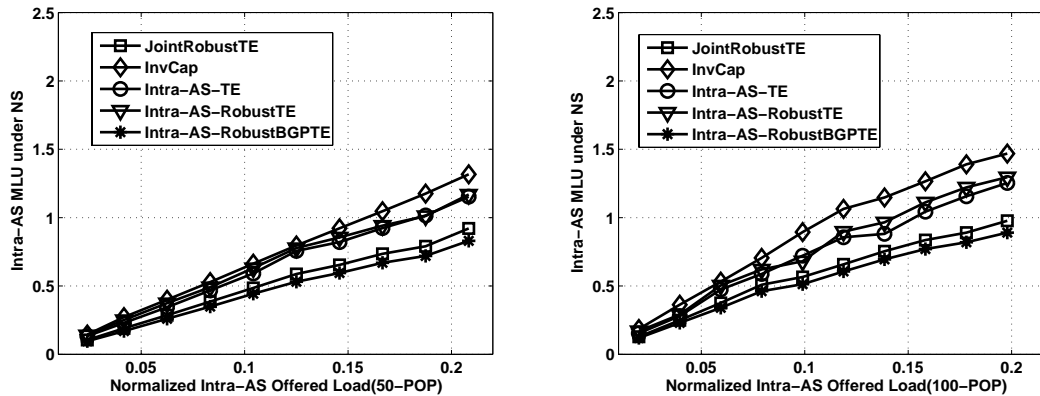 2.5
2
1.5
1
0.5
0
Intra-AS MLU under NS
JointRobustTE
InvCap
Intra-AS-TE
Intra-AS-RobustTE
Intra-AS-RobustBGPTE
0.05 0.1 0.15 0.2
Normalized Intra-AS Offered Load(50-POP)
2.5
2
1.5
1
0.5
0
Intra-AS MLU under NS
JointRobustTE
InvCap
Intra-AS-TE
Intra-AS-RobustTE
Intra-AS-RobustBGPTE
0.05 0.1 0.15 0.2
Normalized Intra-AS Offered Load(100-POP)